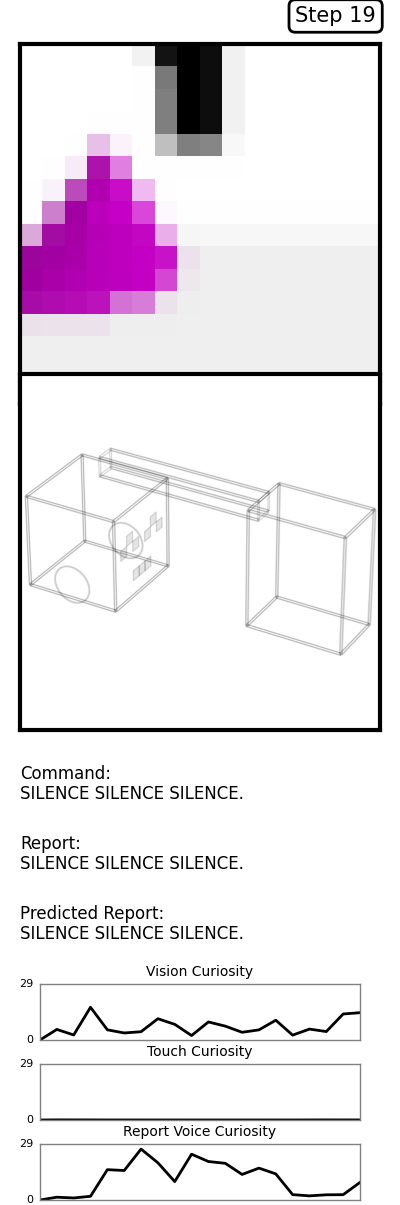 Step 19
Command:
SILENCE SILENCE SILENCE.
Report:
SILENCE SILENCE SILENCE.
Predicted Report:
SILENCE SILENCE SILENCE.
Vision Curiosity
29
0
Touch Curiosity
29
0
Report Voice Curiosity
29
0